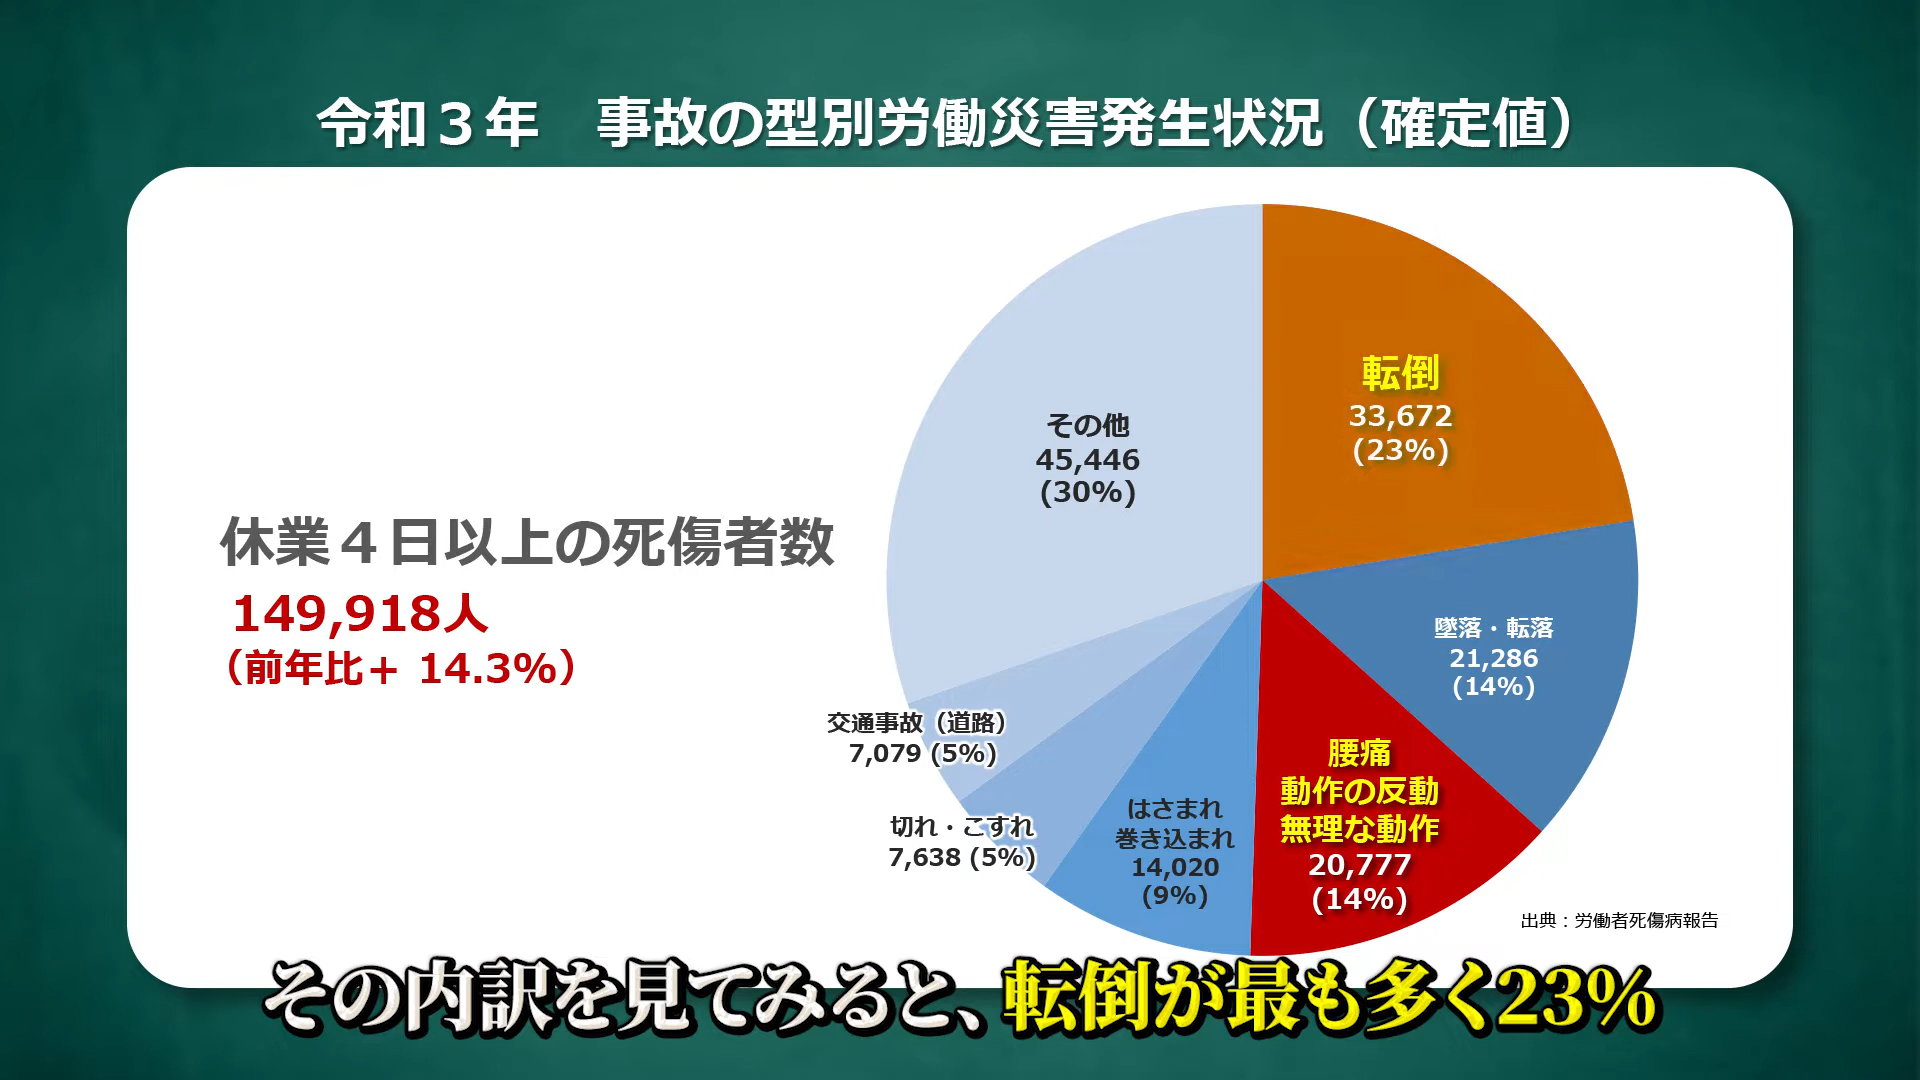 令和３年　事故の型別労働災害発生状況（確定値）
休業４日以上の死傷者数
149,918人
（前年比＋ 14.3%）
転倒
33,672
(23%)
墜落・転落
21,286
(14%)
腰痛
動作の反動
無理な動作
20,777
(14%)
はさまれ
巻き込まれ
14,020
(9%)
切れ・こすれ
7,638 (5%)
交通事故（道路）
7,079 (5%)
その他
45,446
(30%)
出典：労働者死傷病報告
その内訳を見てみると、転倒が最も多く23%